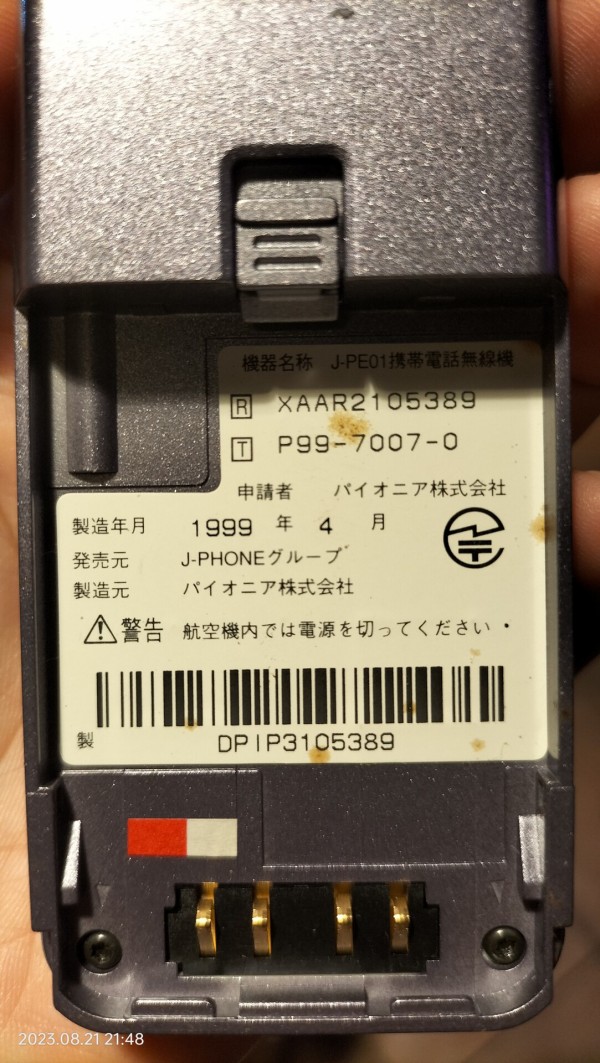 機器名称 J-PE01携帯電話無線機
R XAAR2105389
T P99-7007-0
申請者 パイオニア株式会社
製造年月 1999 年 4 月
発売元 J-PHONEグループ
製造元 パイオニア株式会社
警告 航空機内では電源を切ってください・
製 DPIP3105389
2023.08.21 21:48